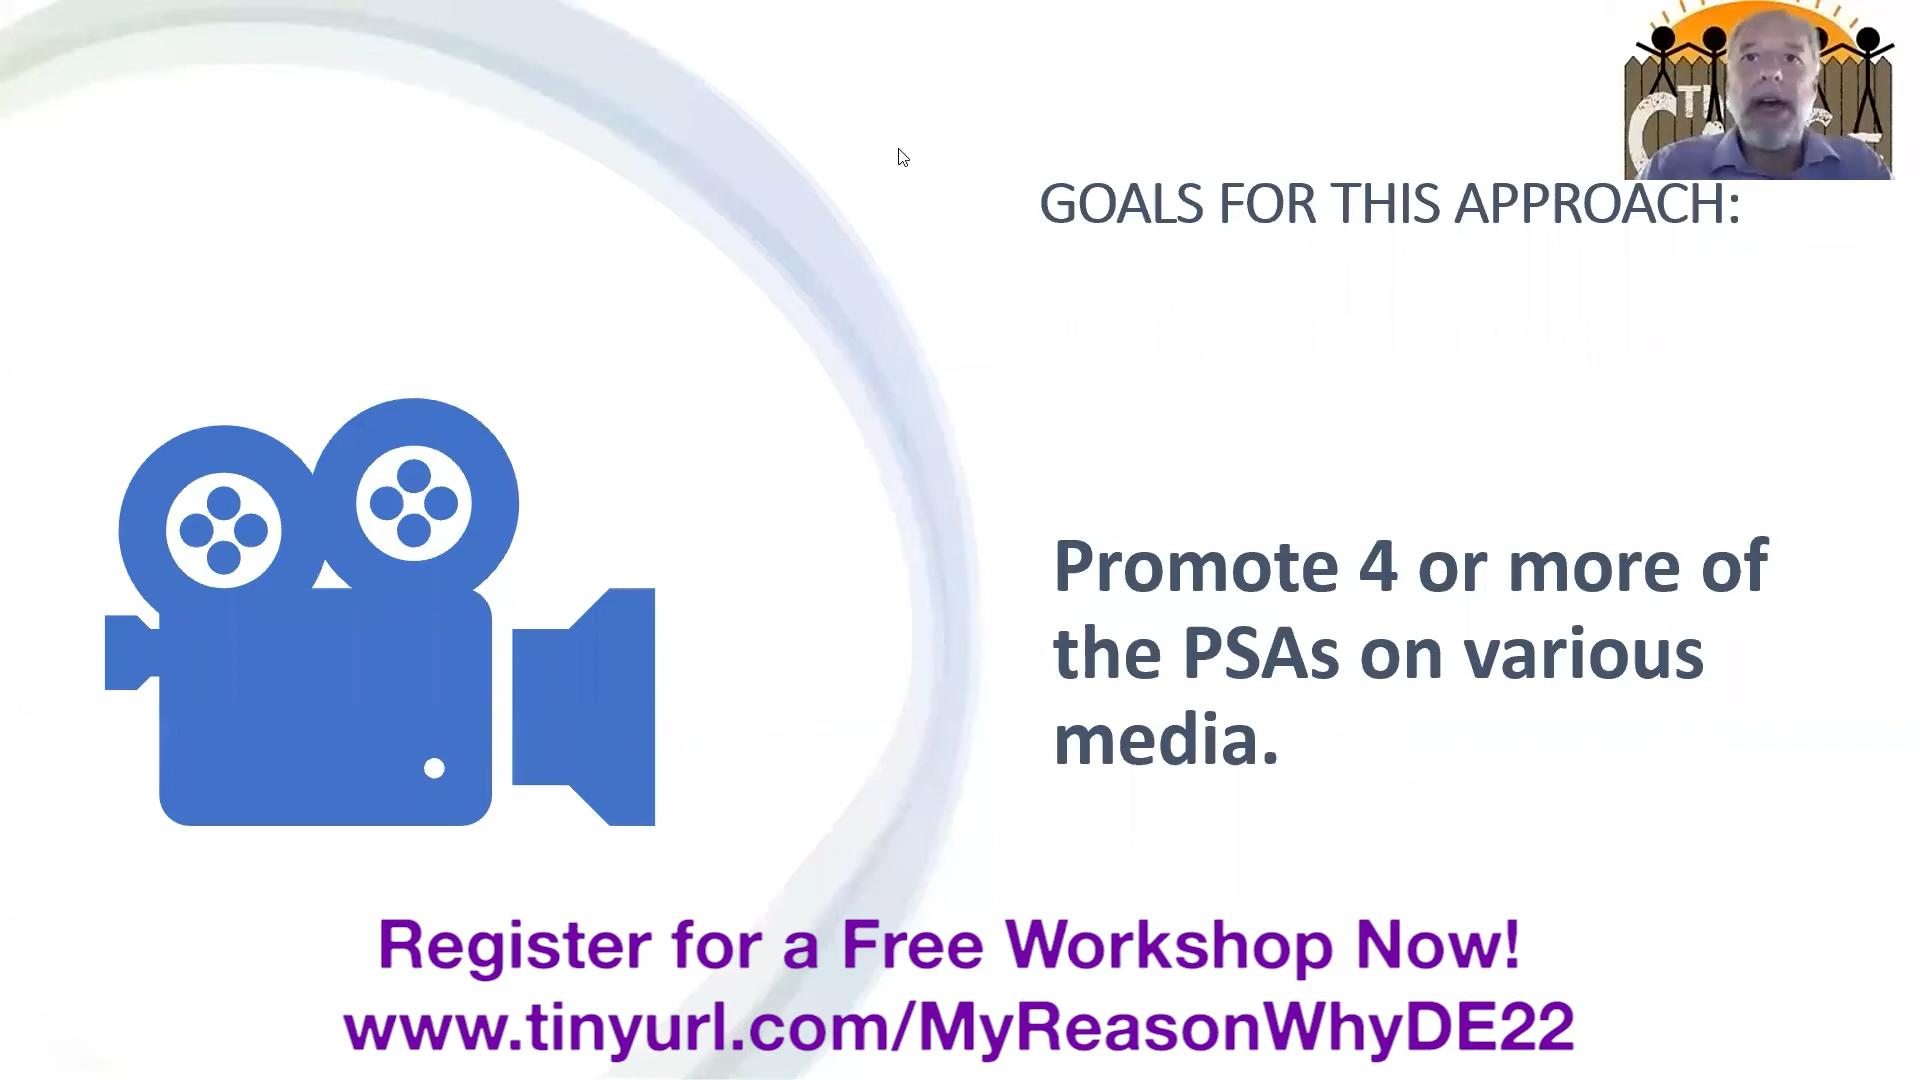 GOALS FOR THIS APPROACH:
Promote 4 or more of
the PSAs on various
media.
Register for a Free Workshop Now!
www.tinyurl.com/MyReasonWhyDE22